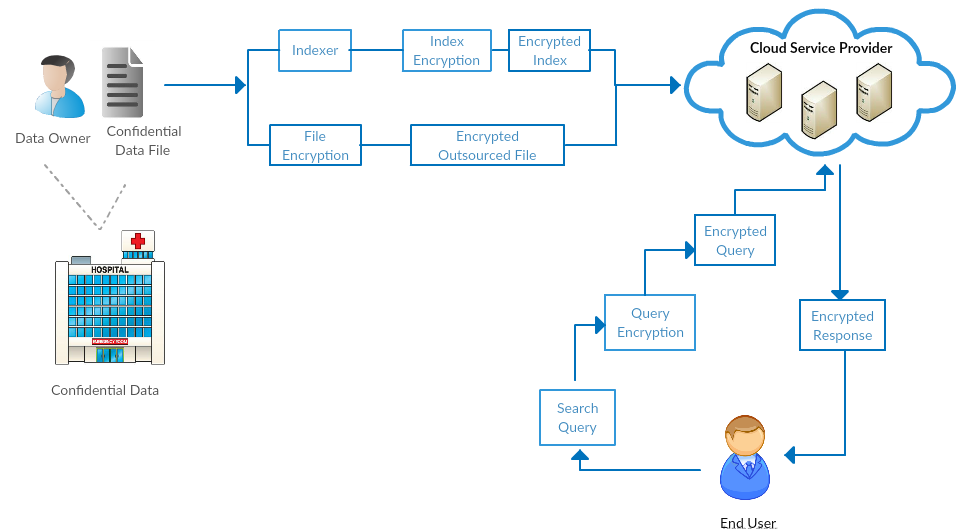 Cloud Service Provider
Indexer
Index
Encryption
Encrypted
Index
Data Owner
Confidential
Data File
File
Encryption
Encrypted
Outsourced File
HOSPITAL
EMERGENCY ROOM
Confidential Data
Encrypted
Query
Query
Encryption
Encrypted
Response
Search
Query
End User